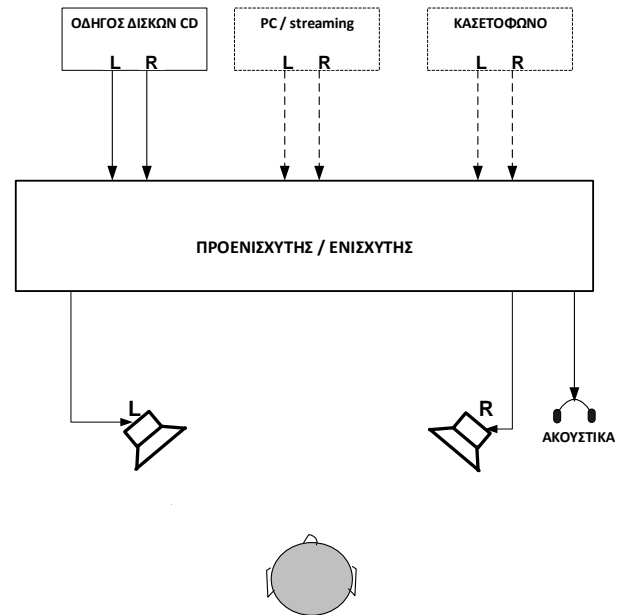 ΟΔΗΓΟΣ ΔΙΣΚΩΝ CD
L R
PC / streaming
L R
ΚΑΣΕΤΟΦΩΝΟ
L R
ΠΡΟΕΝΙΣΧΥΤΗΣ / ΕΝΙΣΧΥΤΗΣ
L
R
ΑΚΟΥΣΤΙΚΑ